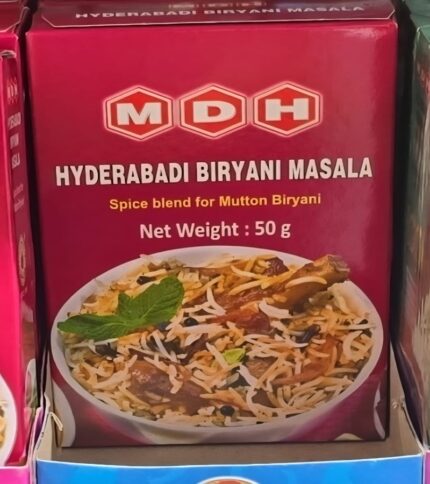 HYDERABADI BIRYANI MASALA
MDH
HYDERABADI BIRYANI MASALA
Spice blend for Mutton Biryani
Net Weight : 50 g